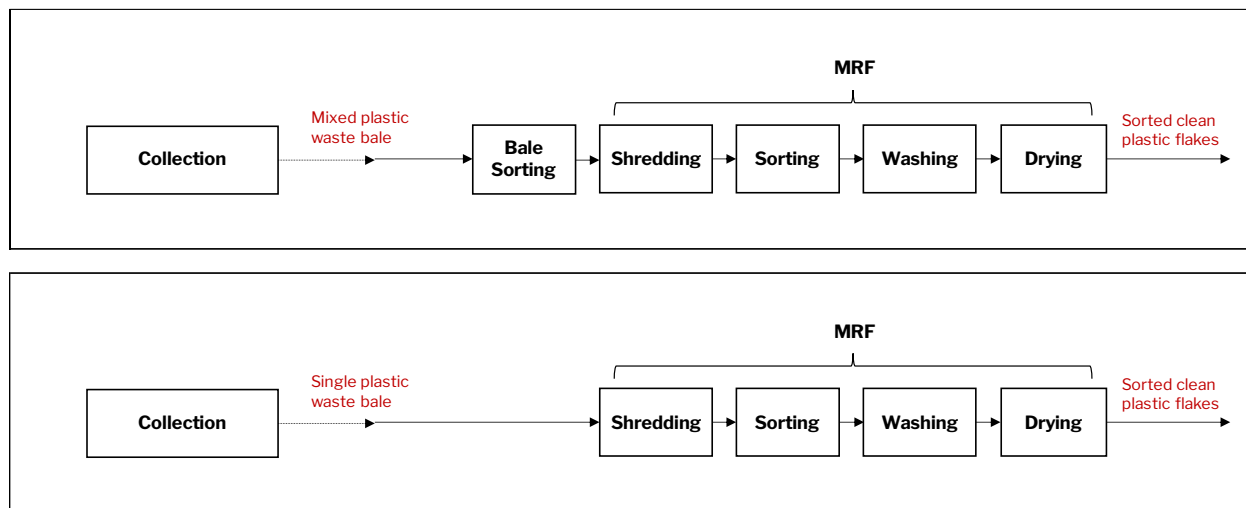 MRF
Mixed plastic
waste bale
Sorted clean
plastic flakes
Collection
Bale
Sorting
Shredding
Sorting
Washing
Drying
MRF
Single plastic
waste bale
Sorted clean
plastic flakes
Collection
Shredding
Sorting
Washing
Drying